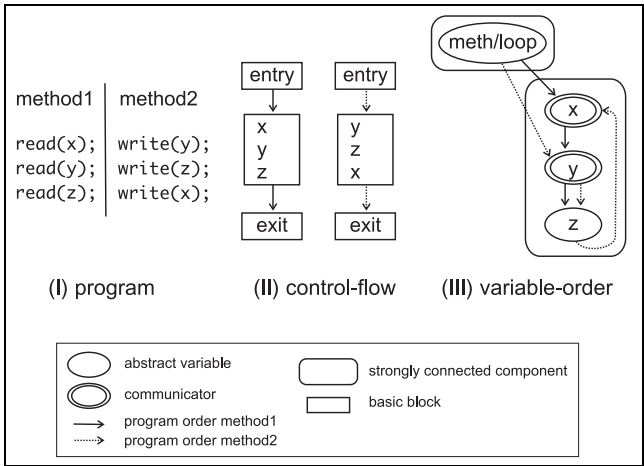 method1 method2
read(x); write(y);
read(y); write(z);
read(z); write(x);
(I) program
entry entry
x y
y z
z x
exit exit
(II) control-flow
meth/loop
x
y
z
(III) variable-order
abstract variable
communicator
program order method1
program order method2
strongly connected component
basic block